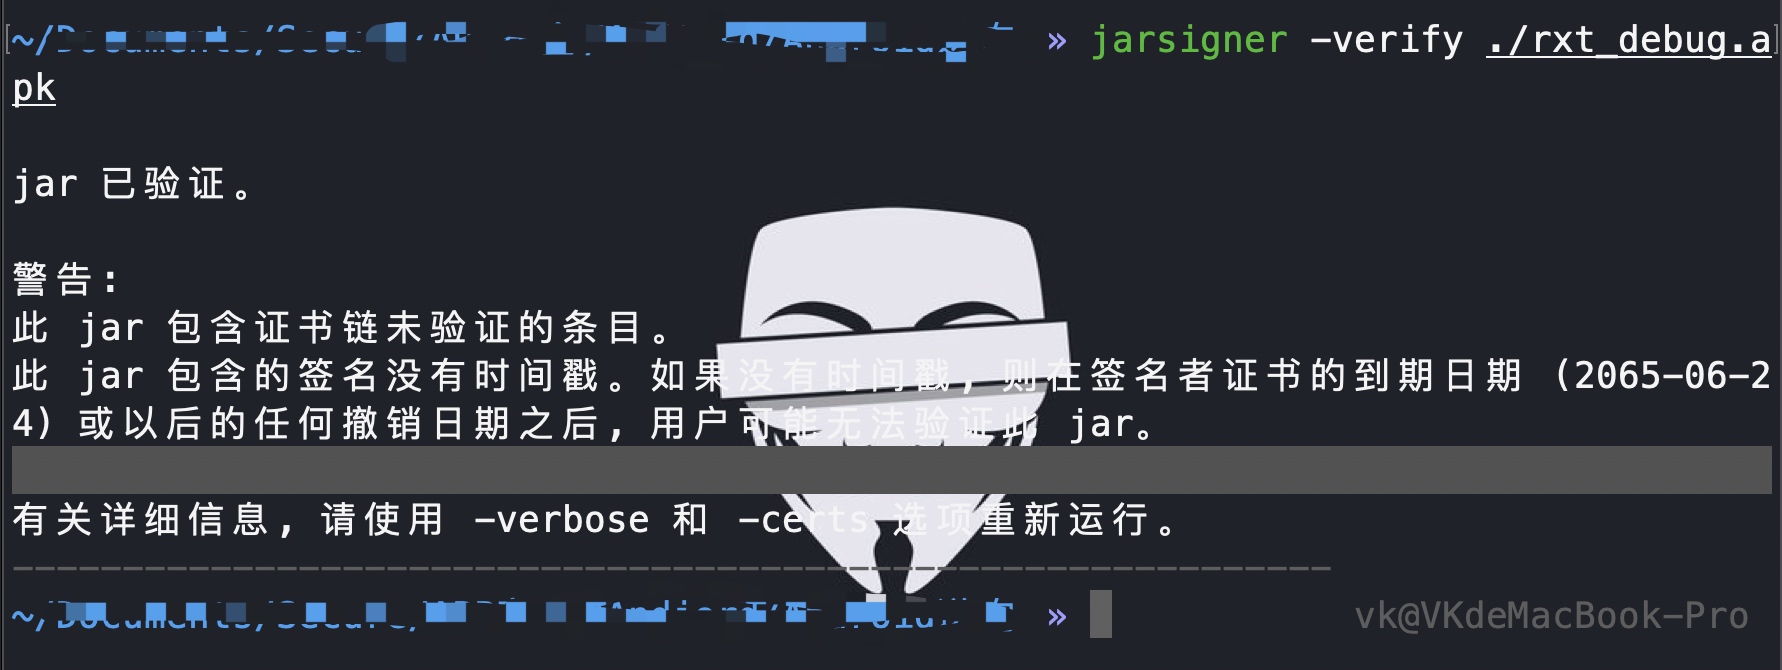 » jarsigner -verify ./rxt_debug.a
pk
jar 已验证。
警告:
此 jar 包含证书链未验证的条目。
此 jar 包含的签名没有时间戳。如果没有时间戳, 则在签名者证书的到期日期 (2065-06-2
4) 或以后的任何撤销日期之后, 用户可能无法验证此 jar。
有关详细信息, 请使用 -verbose 和 -certs 选项重新运行。
» vk@VKdeMacBook-Pro